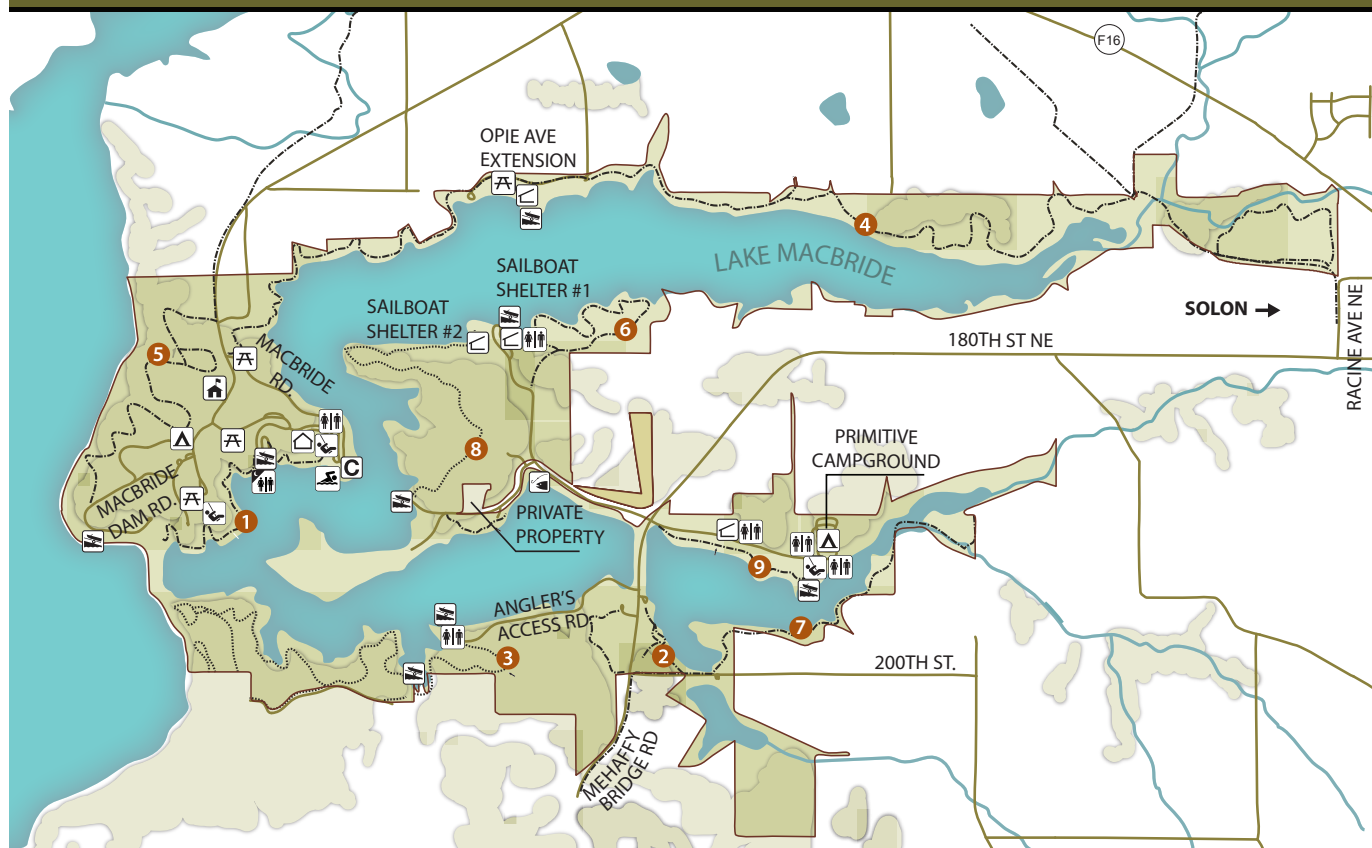 F16
OPIE AVE
EXTENSION
4
LAKE MACBRIDE
SAILBOAT
SHELTER #1
SAILBOAT
SHELTER #2
SOLON
6
180TH ST NE
RACINE AVE NE
5
MACBRIDE
RD.
8
PRIMITIVE
CAMPGROUND
C
MACBRIDE
DAM RD.
1
PRIVATE
PROPERTY
9
ANGLER'S
ACCESS RD
7
3
2
200TH ST.
MEHAFFY
BRIDGE RD